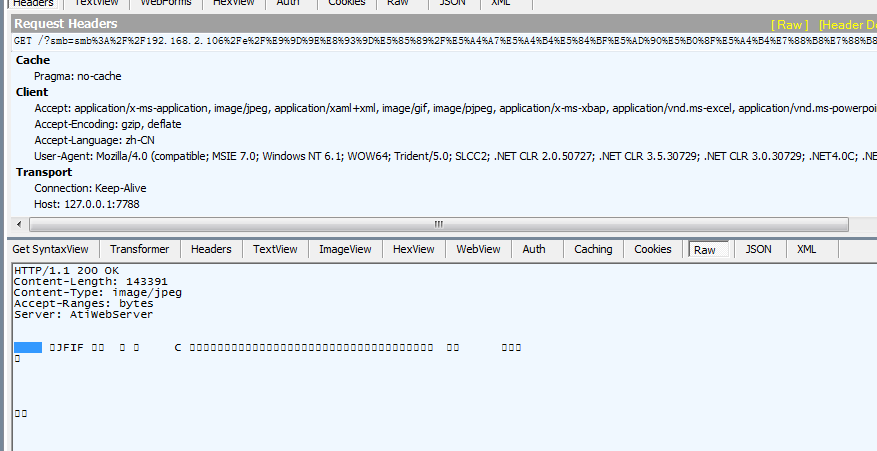 Headers TextView WebForms HexView Auth Cookies Raw JSON XML
Request Headers [ Raw ] [Header De
GET /?smb=smb%3A%2F%2F192.168.2.106%2Fe%2F%E9%9D%9E%E8%93%9D%E5%85%89%2F%E5%A4%A7%E5%A4%B4%E5%84%BF%E5%AD%90%E5%B0%8F%E5%A4%B4%E7%88%B8%E7%88%B8
Cache
Pragma: no-cache
Client
Accept: application/x-ms-application, image/jpeg, application/xaml+xml, image/gif, image/pjpeg, application/x-ms-xbap, application/vnd.ms-excel, application/vnd.ms-powerpoin
Accept-Encoding: gzip, deflate
Accept-Language: zh-CN
User-Agent: Mozilla/4.0 (compatible; MSIE 7.0; Windows NT 6.1; WOW64; Trident/5.0; SLCC2; .NET CLR 2.0.50727; .NET CLR 3.5.30729; .NET CLR 3.0.30729; .NET4.0C; .NE
Transport
Connection: Keep-Alive
Host: 127.0.0.1:7788
Get SyntaxView Transformer Headers TextView ImageView HexView WebView Auth Caching Cookies Raw JSON XML
HTTP/1.1 200 OK
Content-Length: 143391
Content-Type: image/jpeg
Accept-Ranges: bytes
Server: AtiWebServer
JFIF C